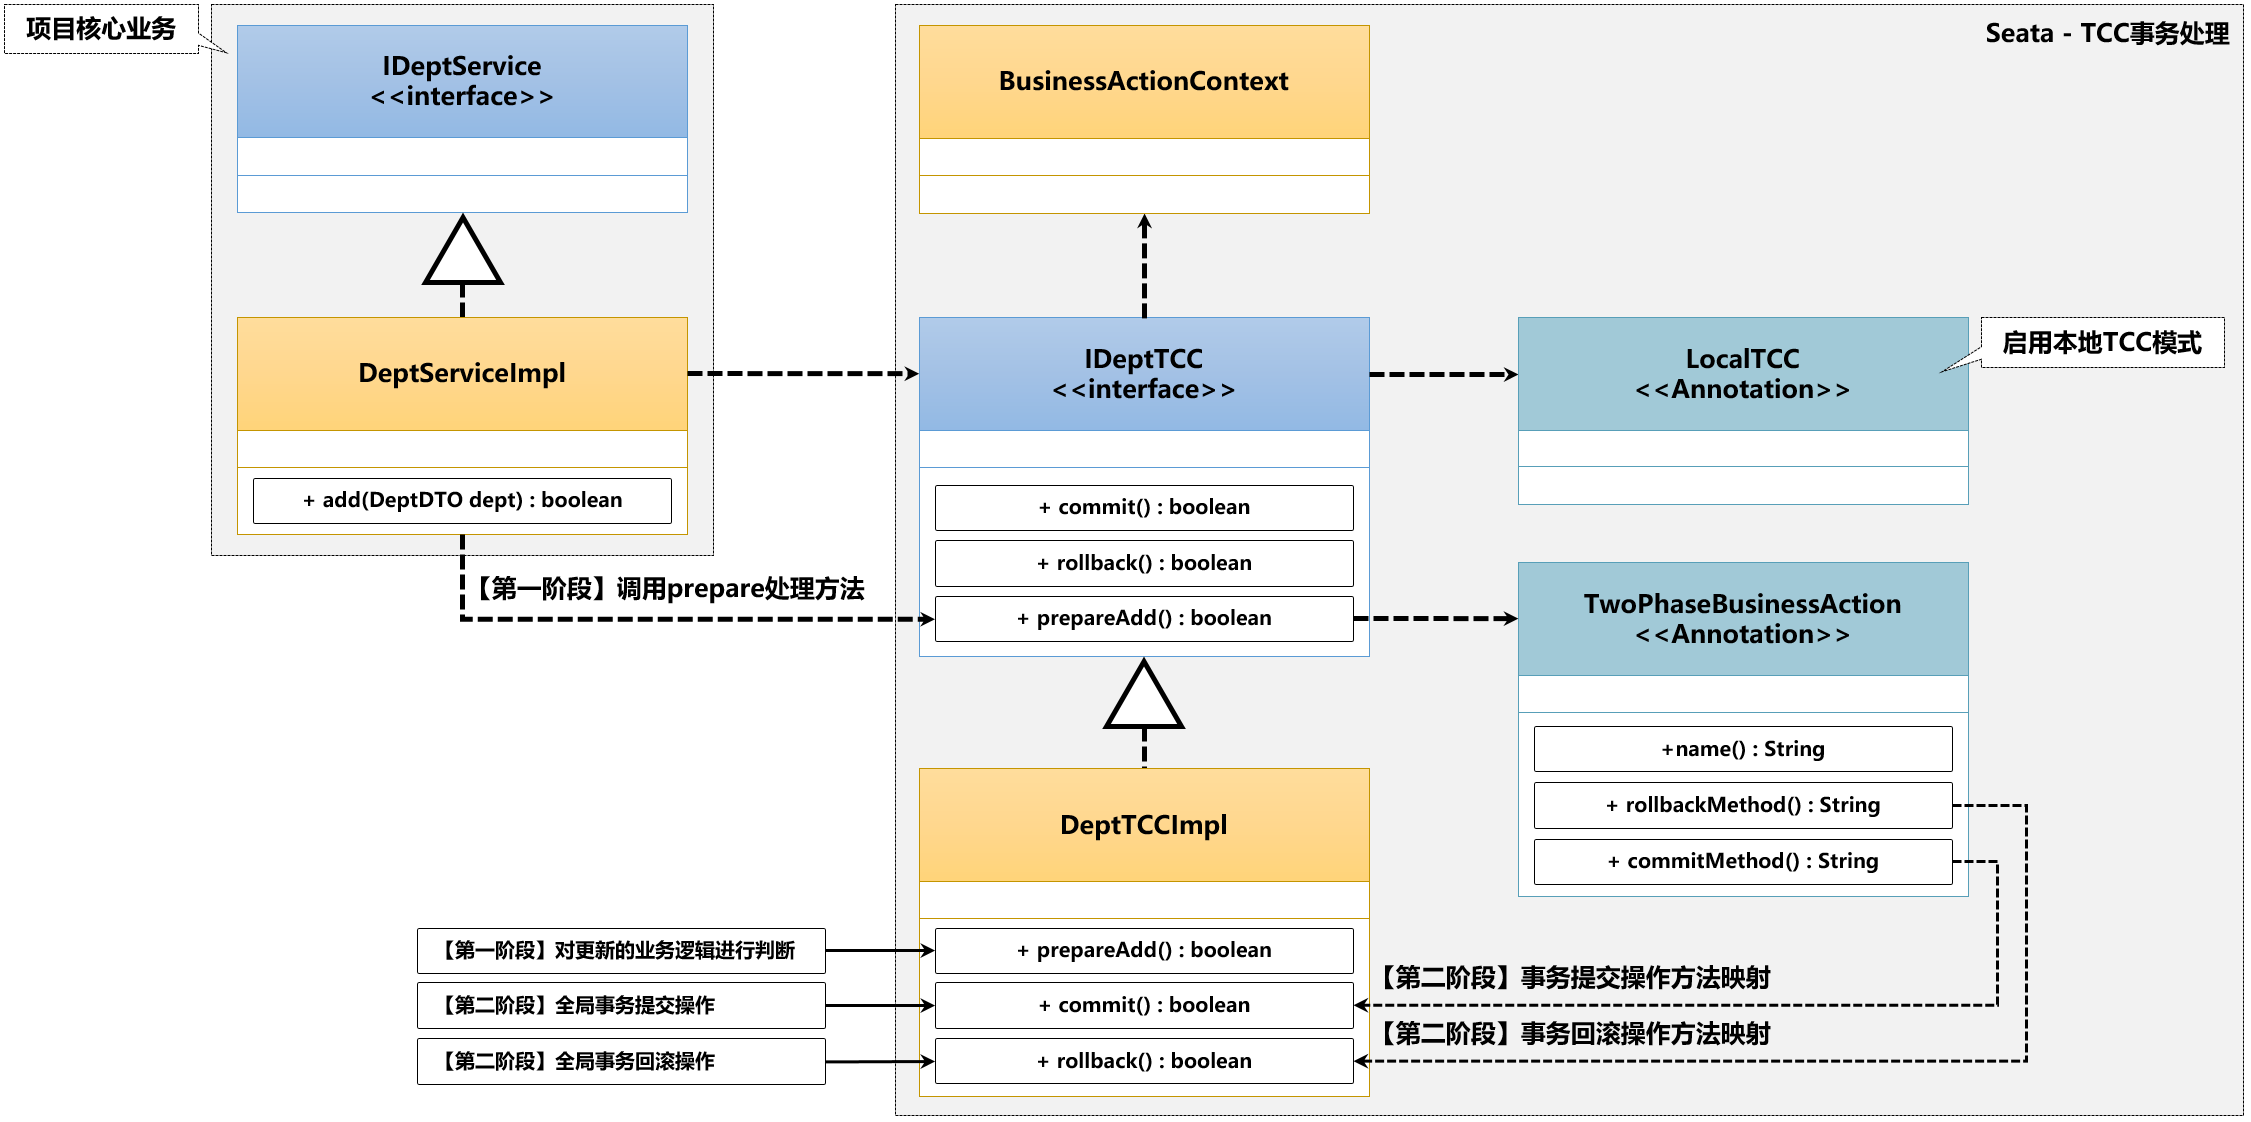 项目核心业务
IDeptService
<<interface>>
DeptServiceImpl
+ add(DeptDTO dept) : boolean
【第一阶段】调用prepare处理方法
Seata - TCC事务处理
BusinessActionContext
IDeptTCC
<<interface>>
+ commit() : boolean
+ rollback() : boolean
+ prepareAdd() : boolean
LocalTCC
<<Annotation>>
启用本地TCC模式
TwoPhaseBusinessAction
<<Annotation>>
+name() : String
+ rollbackMethod() : String
+ commitMethod() : String
DeptTCCImpl
【第一阶段】对更新的业务逻辑进行判断
+ prepareAdd() : boolean
【第二阶段】全局事务提交操作
+ commit() : boolean
【第二阶段】事务提交操作方法映射
【第二阶段】全局事务回滚操作
+ rollback() : boolean
【第二阶段】事务回滚操作方法映射